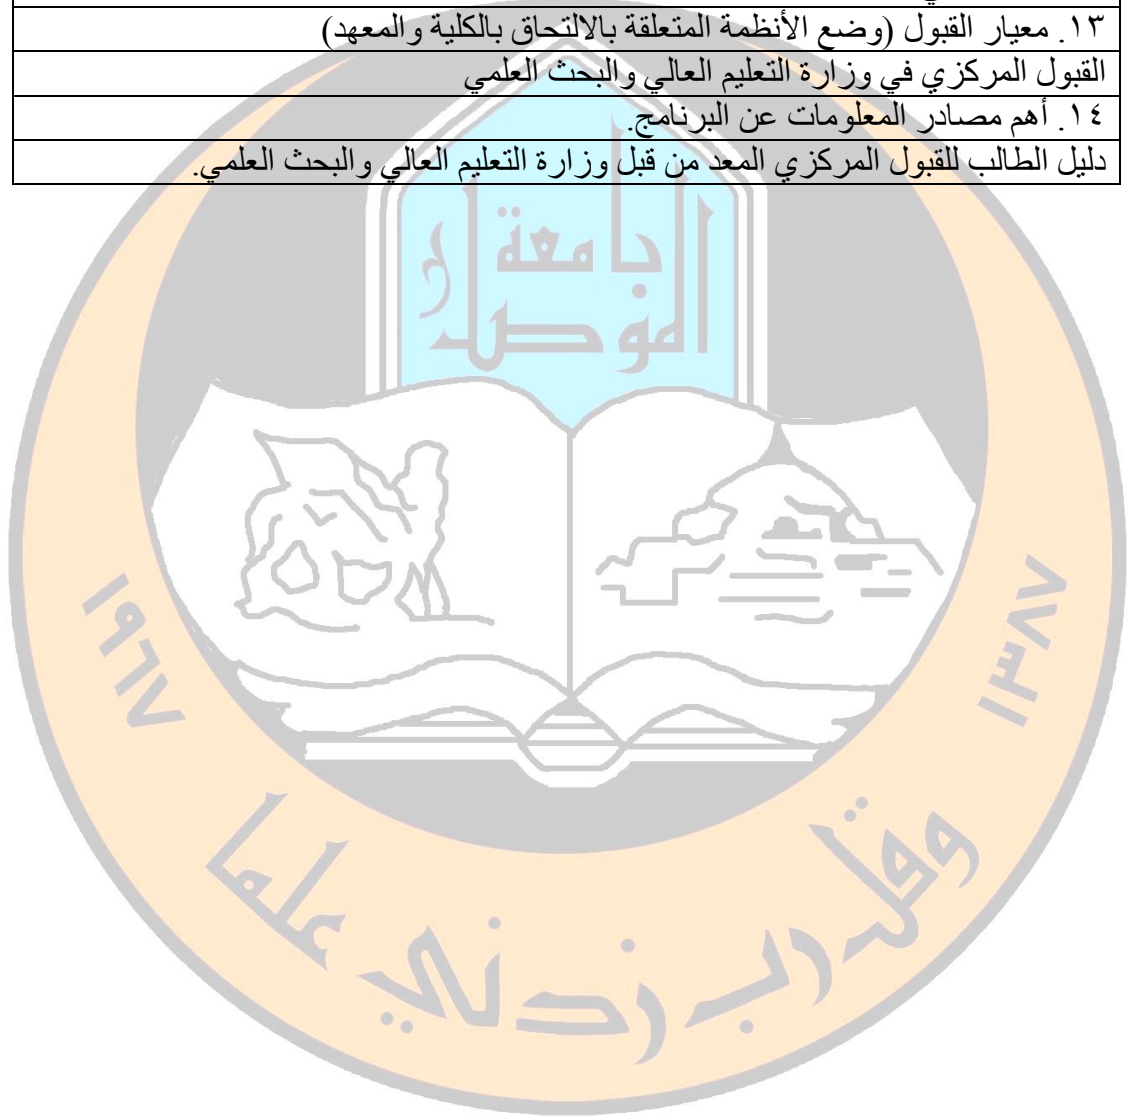 ١٣. معيار القبول (وضع الأنظمة المتعلقة بالالتحاق بالكلية والمعهد)
القبول المركزي في وزارة التعليم العالي والبحث العلمي
١٤. أهم مصادر المعلومات عن البرنامج.
دليل الطالب للقبول المركزي المعد من قبل وزارة التعليم العالي والبحث العلمي.
جامعة
الموصل
١٩٦٧
١٣٨٧
وقل رب زدني علما